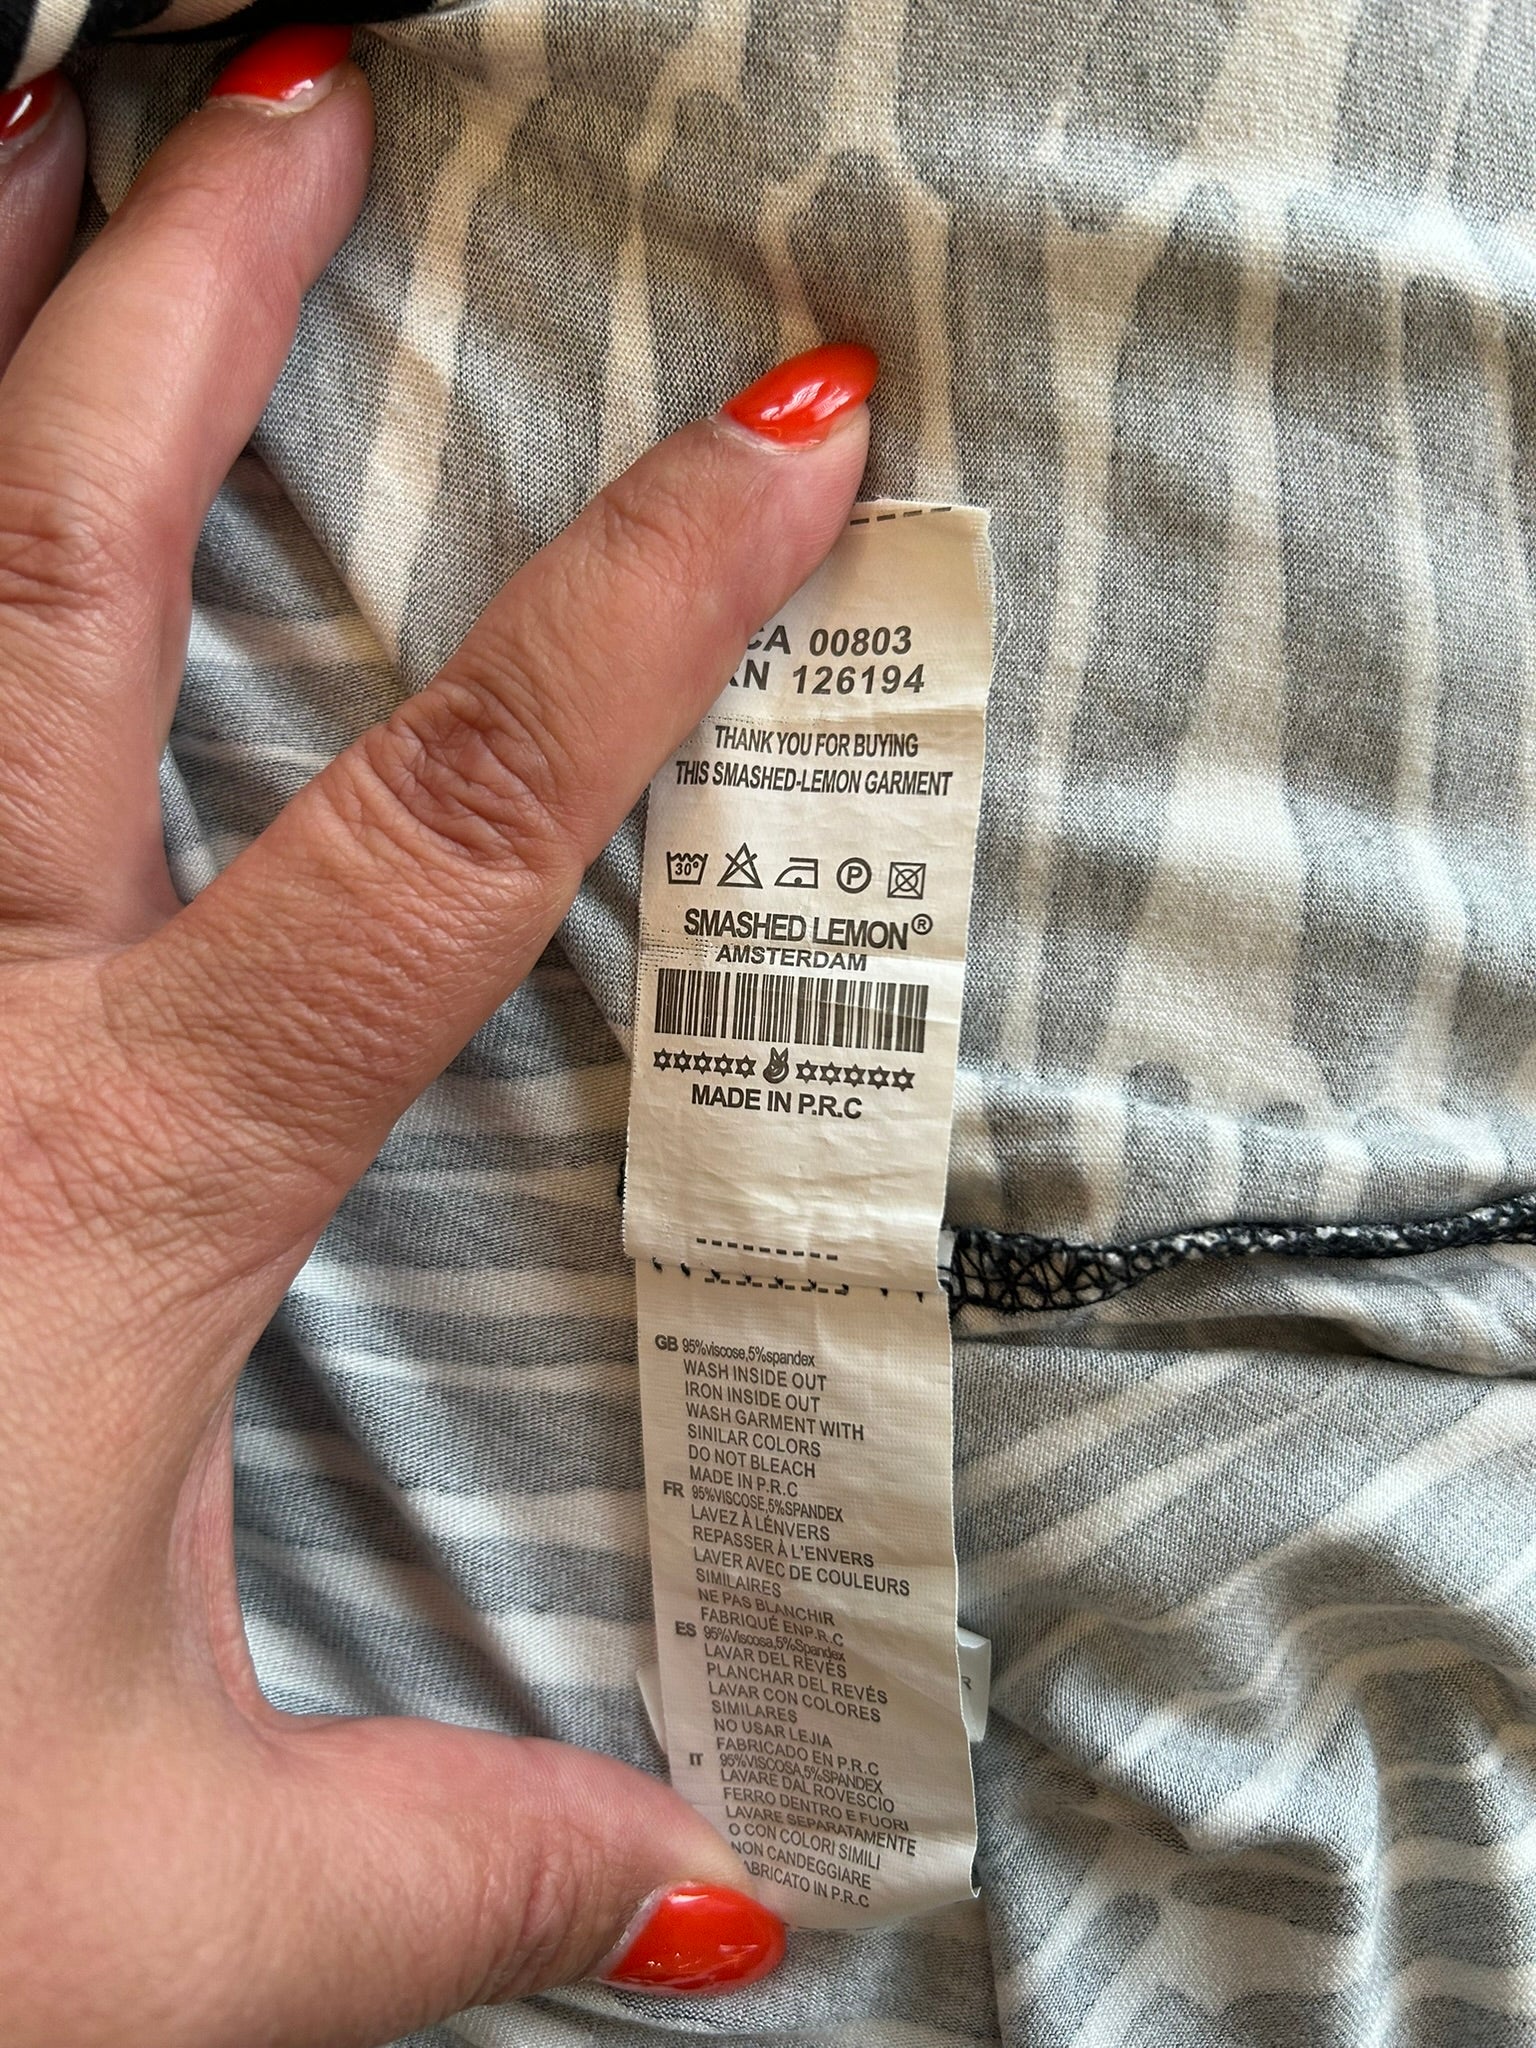 CA 00803
RN 126194
THANK YOU FOR BUYING
THIS SMASHED-LEMON GARMENT
30°
P
SMASHED LEMON®
AMSTERDAM
MADE IN P.R.C
GB 95%viscose,5%spandex
WASH INSIDE OUT
IRON INSIDE OUT
WASH GARMENT WITH
SINILAR COLORS
DO NOT BLEACH
MADE IN P.R.C
FR 95%VISCOSE,5%SPANDEX
LAVEZ À LÉNVERS
REPASSER À L'ENVERS
LAVER AVEC DE COULEURS
SIMILAIRES
NE PAS BLANCHIR
FABRIQUÉ ENP.R.C
ES 95%Viscosa,5%Spandex
LAVAR DEL REVÉS
PLANCHAR DEL REVÉS
LAVAR CON COLORES
SIMILARES
NO USAR LEJIA
FABRICADO EN P.R.C
IT 95%VISCOSA,5%SPANDEX
LAVARE DAL ROVESCIO
FERRO DENTRO E FUORI
LAVARE SEPARATAMENTE
O CON COLORI SIMILI
NON CANDEGGIARE
ABRICATO IN P.R.C
R